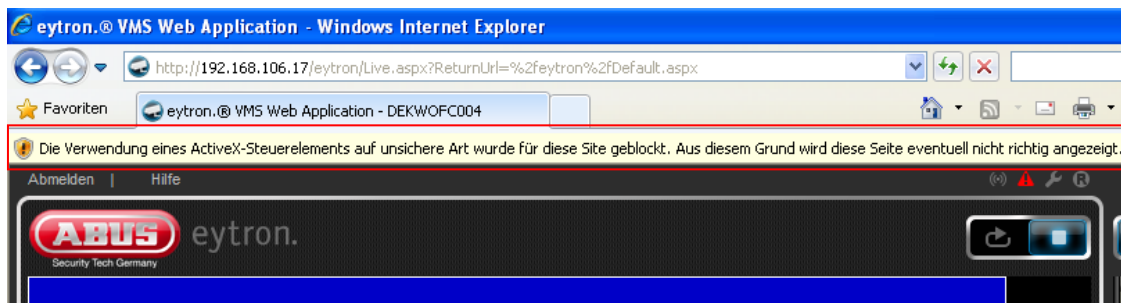 eytron.® VMS Web Application - Windows Internet Explorer
http://192.168.106.17/eytron/Live.aspx?ReturnUrl=%2feytron%2fDefault.aspx
Favoriten eytron.® VMS Web Application - DEKWOFC004
Die Verwendung eines ActiveX-Steuerelements auf unsichere Art wurde für diese Site geblockt. Aus diesem Grund wird diese Seite eventuell nicht richtig angezeigt.
Abmelden | Hilfe
ABUS eytron.
Security Tech Germany